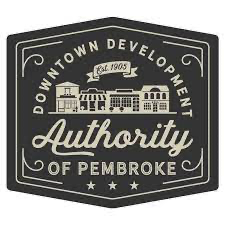 DOWNTOWN DEVELOPMENT
Est. 1905
Authority
OF PEMBROKE